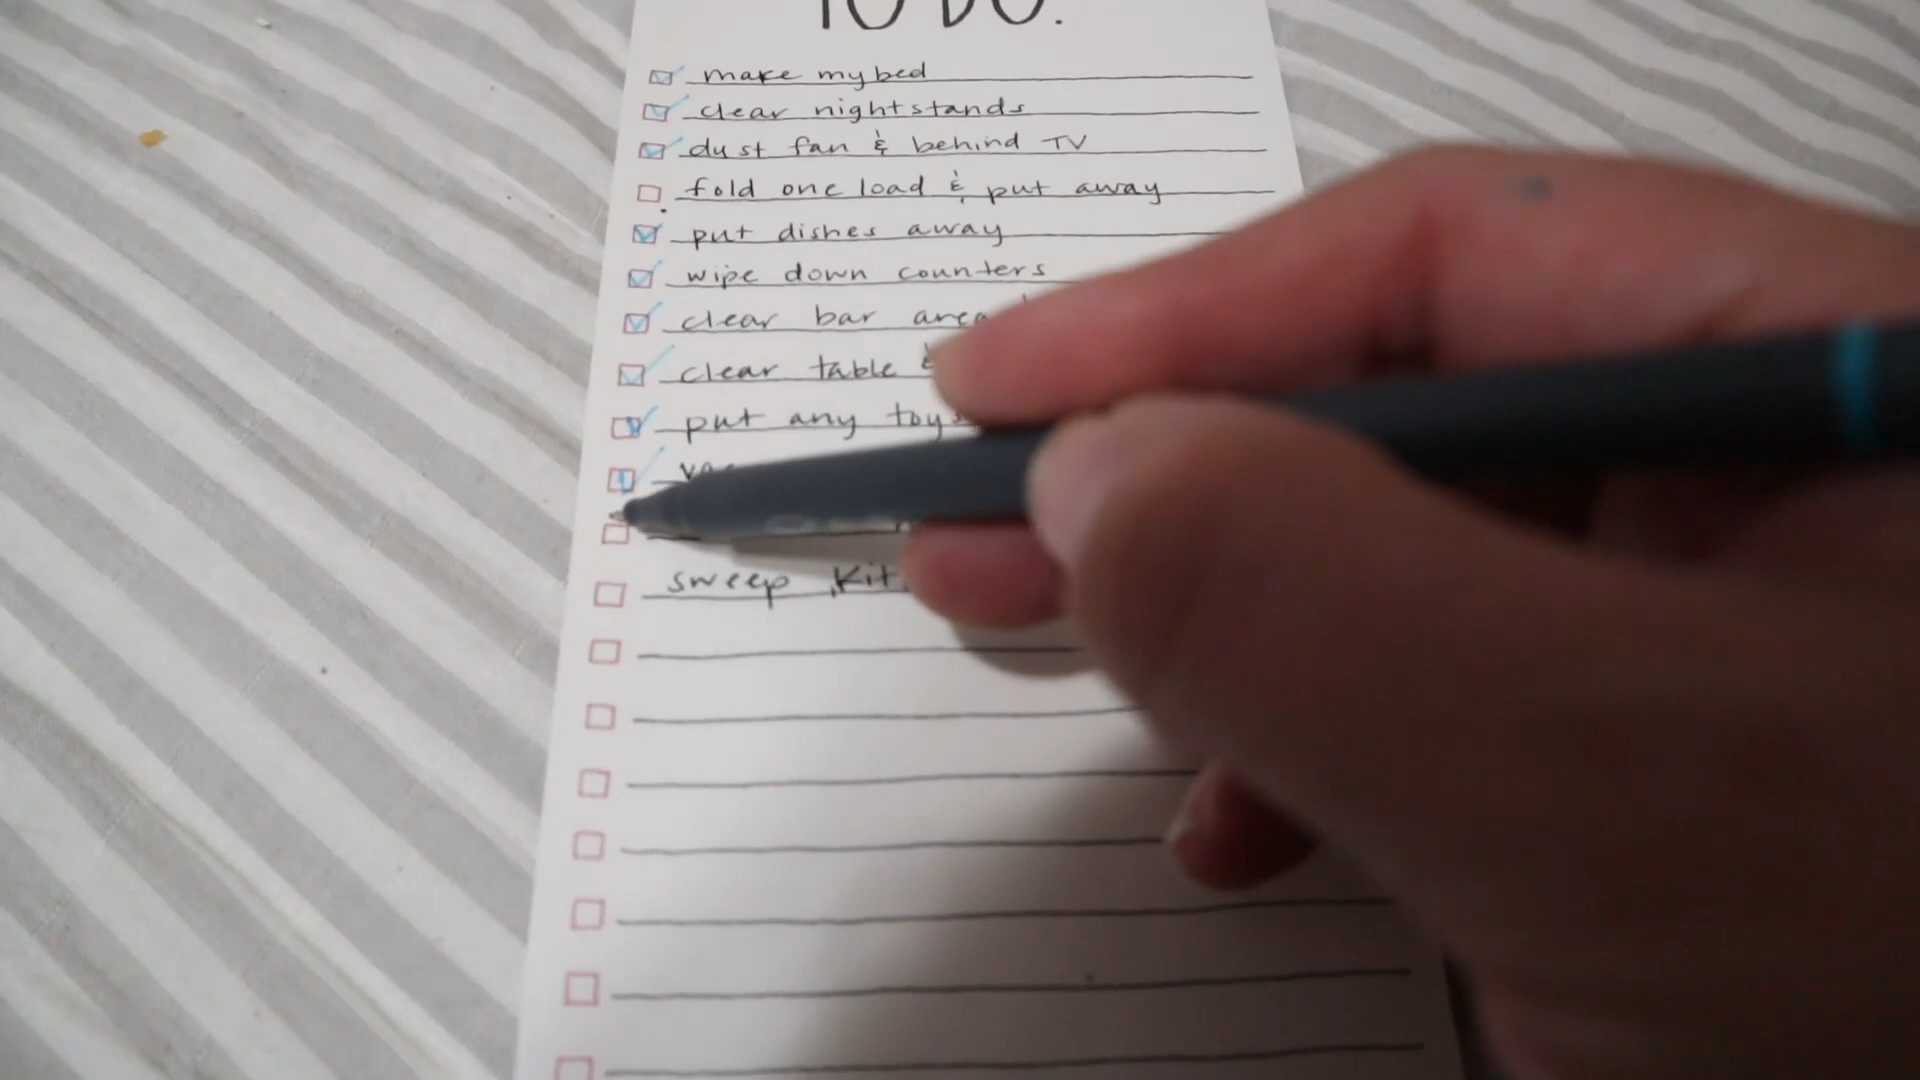 TO DO.
make my bed
clear nightstands
dust fan & behind TV
fold one load & put away
put dishes away
wipe down counters
clear bar area
clear table &
put any toys
sweep, kit